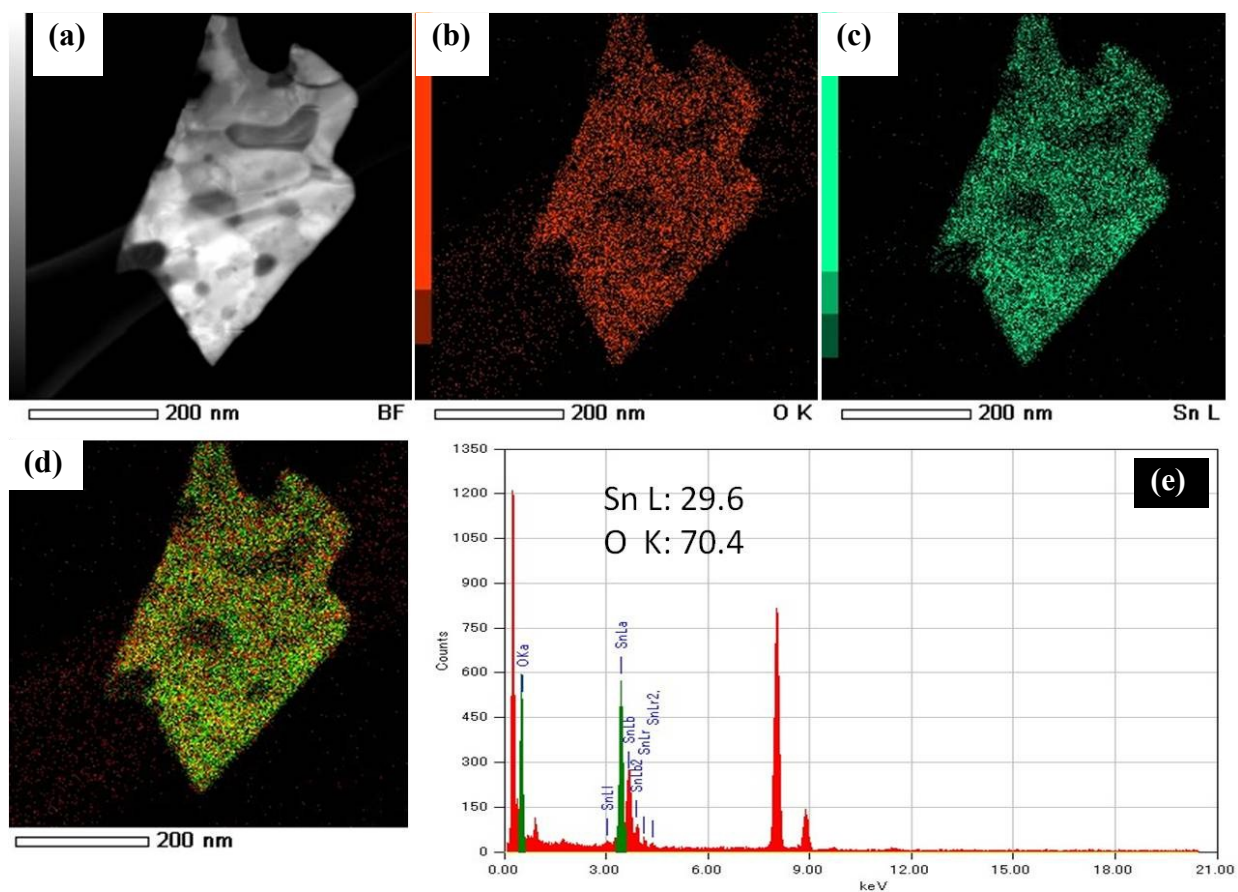 (a)
(b)
(c)
200 nm BF
200 nm O K
200 nm Sn L
(d)
(e)
200 nm
Sn L: 29.6
O K: 70.4
Counts
1350
1200
1050
900
750
600
450
300
150
0
OKa
SnLl
SnLa
SnLb
SnLb2
SnLr
SnLr2,
0.00 3.00 6.00 9.00 12.00 15.00 18.00 21.00
keV